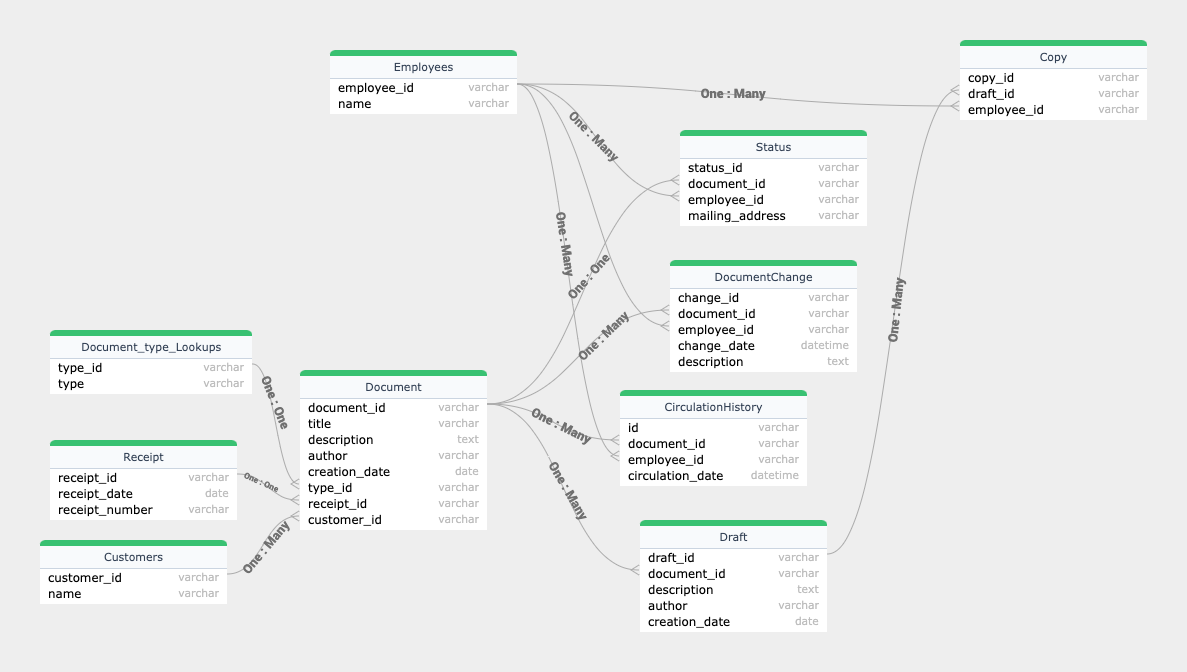 Employees
employee_id varchar
name varchar
Copy
copy_id varchar
draft_id varchar
employee_id varchar
One : Many
One : Many
Status
status_id varchar
document_id varchar
employee_id varchar
mailing_address varchar
One : Many
One : One
DocumentChange
change_id varchar
document_id varchar
employee_id varchar
change_date datetime
description text
One : Many
One : Many
Document_type_Lookups
type_id varchar
type varchar
One : One
Document
document_id varchar
title varchar
description text
author varchar
creation_date date
type_id varchar
receipt_id varchar
customer_id varchar
One : Many
CirculationHistory
id varchar
document_id varchar
employee_id varchar
circulation_date datetime
Receipt
receipt_id varchar
receipt_date date
receipt_number varchar
One : One
One : Many
Customers
customer_id varchar
name varchar
One : Many
Draft
draft_id varchar
document_id varchar
description text
author varchar
creation_date date